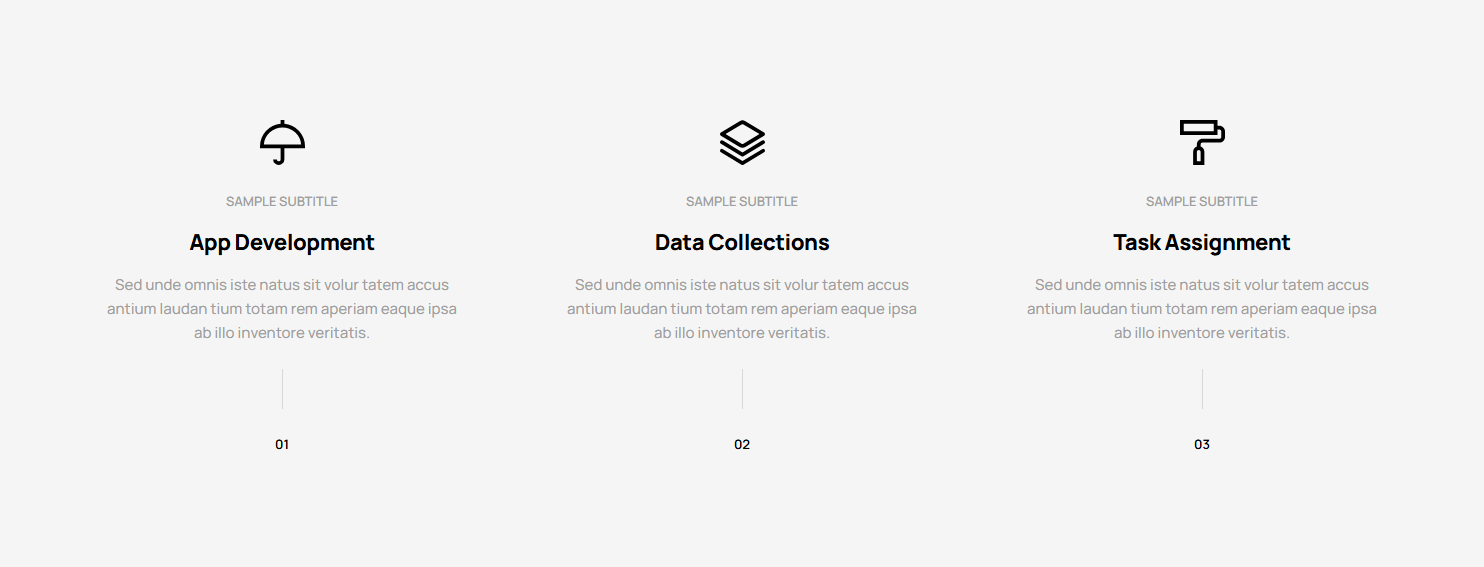 SAMPLE SUBTITLE
App Development
Sed unde omnis iste natus sit volur tatem accus
antium laudan tium totam rem aperiam eaque ipsa
ab illo inventore veritatis.
01
SAMPLE SUBTITLE
Data Collections
Sed unde omnis iste natus sit volur tatem accus
antium laudan tium totam rem aperiam eaque ipsa
ab illo inventore veritatis.
02
SAMPLE SUBTITLE
Task Assignment
Sed unde omnis iste natus sit volur tatem accus
antium laudan tium totam rem aperiam eaque ipsa
ab illo inventore veritatis.
03